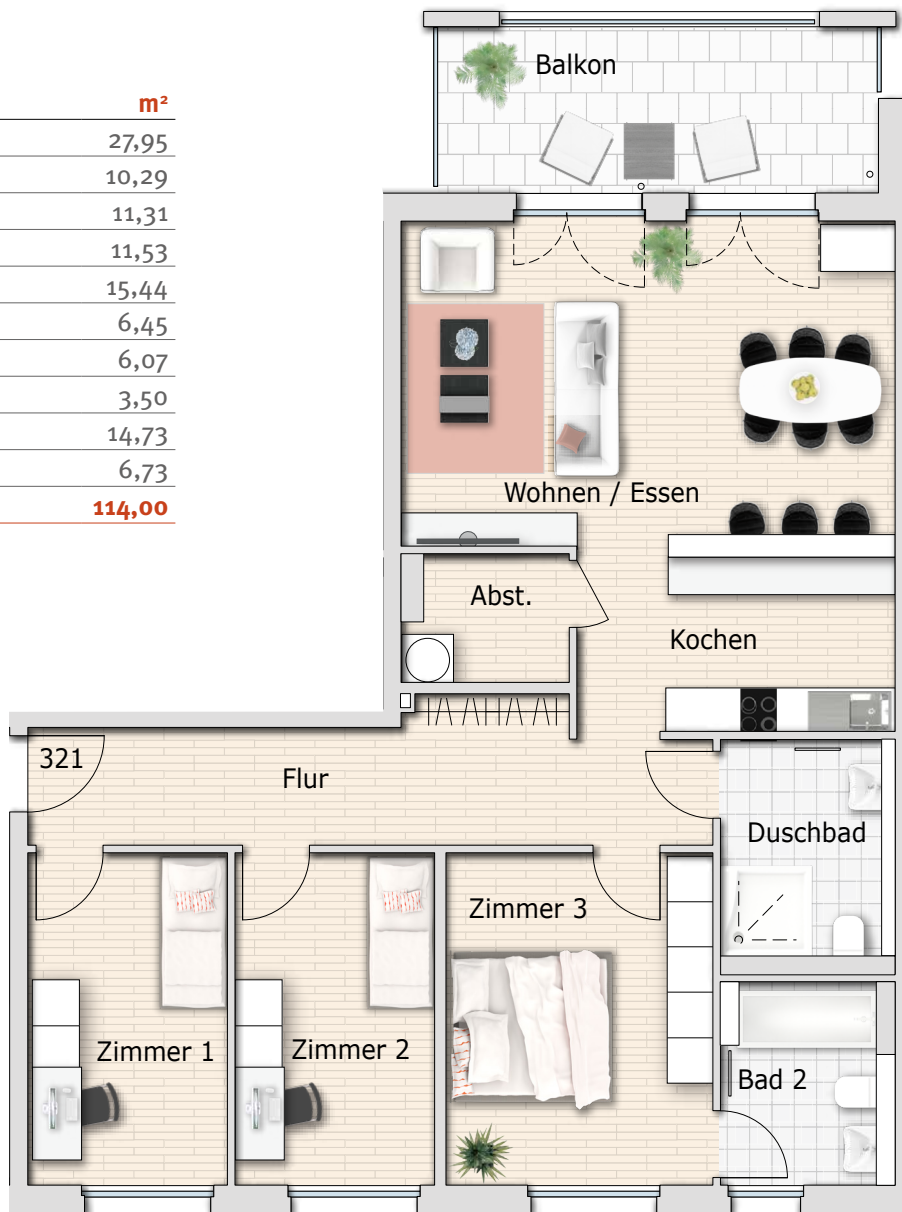 m²
27,95
10,29
11,31
11,53
15,44
6,45
6,07
3,50
14,73
6,73
114,00
Balkon
Wohnen / Essen
Abst.
Kochen
321
Flur
Duschbad
Zimmer 3
Zimmer 1
Zimmer 2
Bad 2